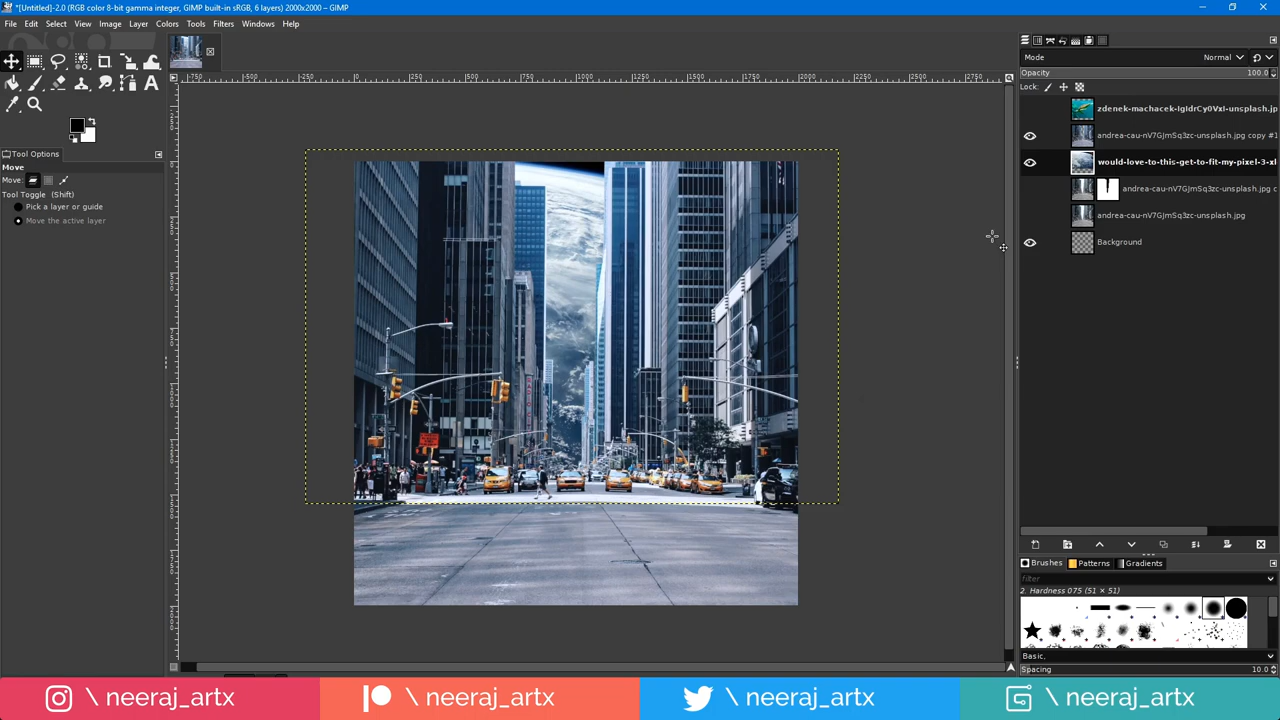 *[Untitled]-2.0 (RGB color 8-bit gamma integer, GIMP built-in sRGB, 6 layers) 2000x2000 – GIMP
File Edit Select View Image Layer Colors Tools Filters Windows Help
Tool Options
Move
Move:
Tool Toggle (Shift)
Pick a layer or guide
Move the active layer
Mode Normal
Opacity 100.0
Lock:
zdenek-machacek-IgIdrCy0VxI-unsplash.jp
andrea-cau-nV7GJmSq3zc-unsplash.jpg copy #1
would-love-to-this-get-to-fit-my-pixel-3-xl
andrea-cau-nV7GJmSq3zc-unsplash.jpg c
andrea-cau-nV7GJmSq3zc-unsplash.jpg
Background
Brushes Patterns Gradients
filter
2. Hardness 075 (51 × 51)
Basic,
Spacing 10.0
\ neeraj_artx \ neeraj_artx \ neeraj_artx \ neeraj_artx